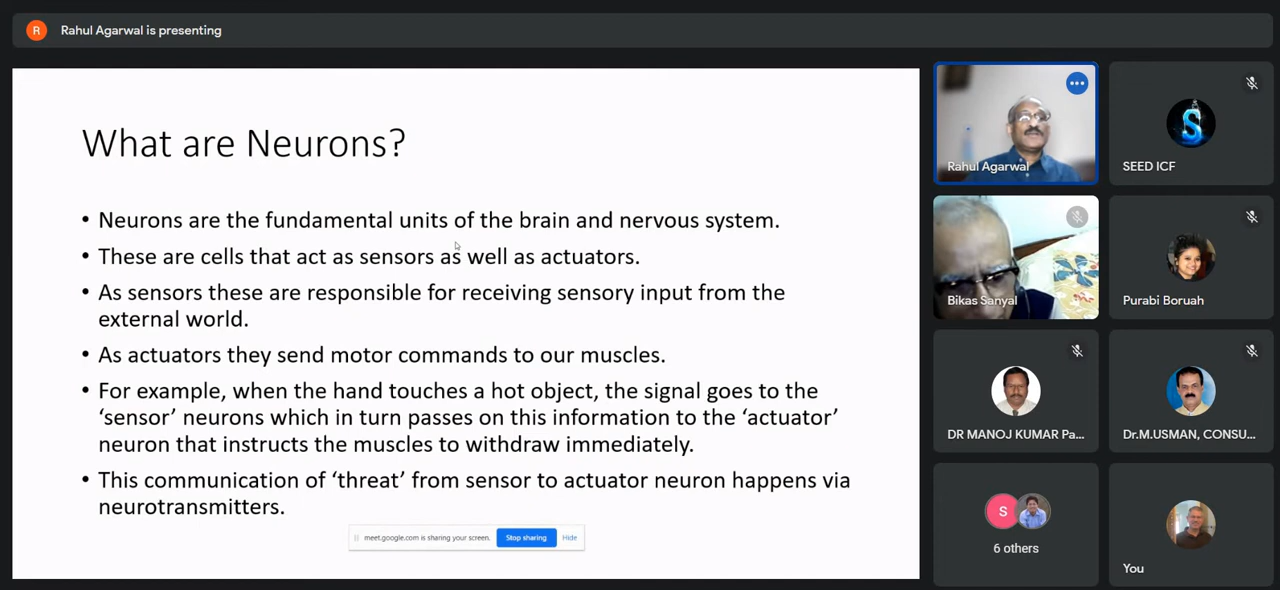 R
Rahul Agarwal is presenting
What are Neurons?
• Neurons are the fundamental units of the brain and nervous system.
• These are cells that act as sensors as well as actuators.
• As sensors these are responsible for receiving sensory input from the
external world.
• As actuators they send motor commands to our muscles.
• For example, when the hand touches a hot object, the signal goes to the
‘sensor’ neurons which in turn passes on this information to the ‘actuator’
neuron that instructs the muscles to withdraw immediately.
• This communication of ‘threat’ from sensor to actuator neuron happens via
neurotransmitters.
meet.google.com is sharing your screen. Stop sharing Hide
Rahul Agarwal
S
SEED ICF
Bikas Sanyal
Purabi Boruah
DR MANOJ KUMAR Pa...
Dr.M.USMAN, CONSU...
S
6 others
You